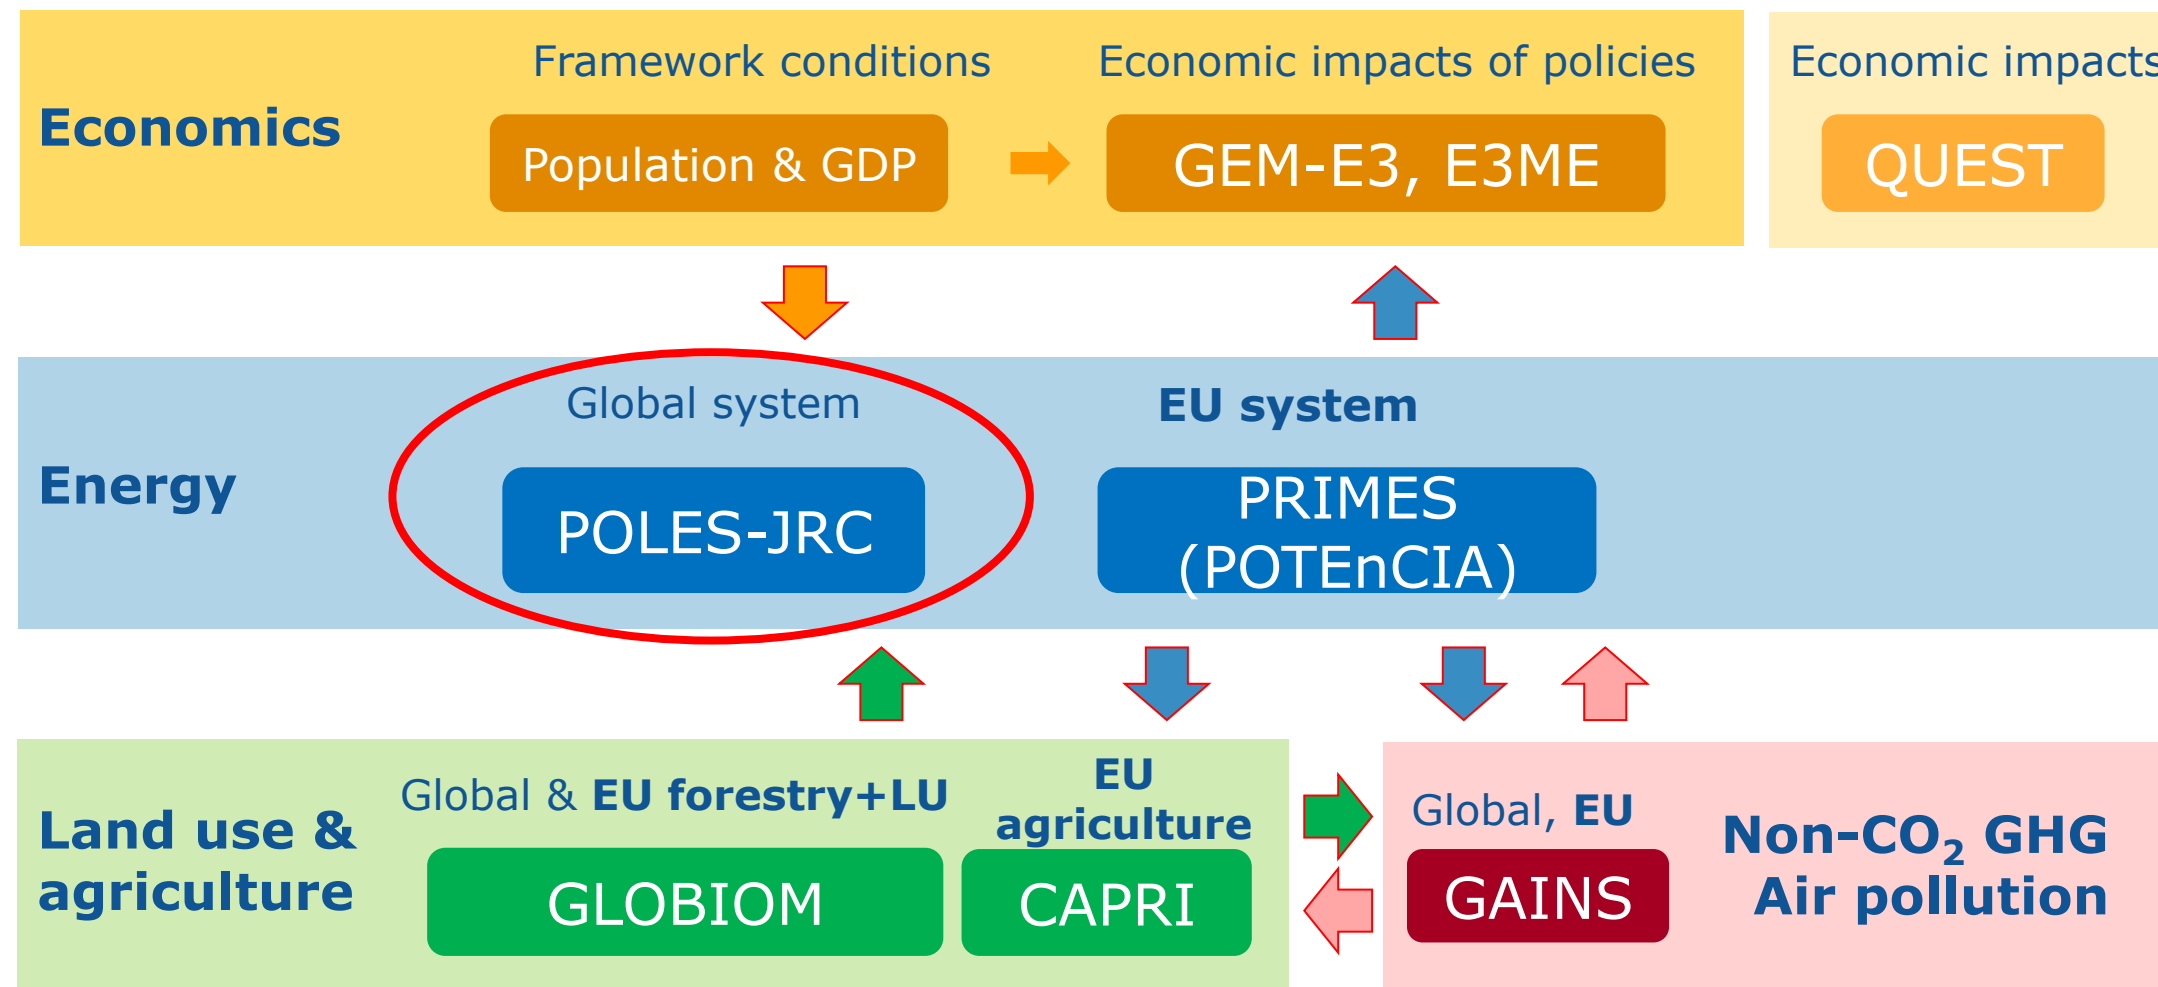 Economics
Framework conditions
Population & GDP
Economic impacts of policies
GEM-E3, E3ME
Economic impacts
QUEST
Energy
Global system
POLES-JRC
EU system
PRIMES
(POTEnCIA)
Land use &
agriculture
Global & EU forestry+LU
GLOBIOM
EU
agriculture
CAPRI
Global, EU
GAINS
Non-CO₂ GHG
Air pollution